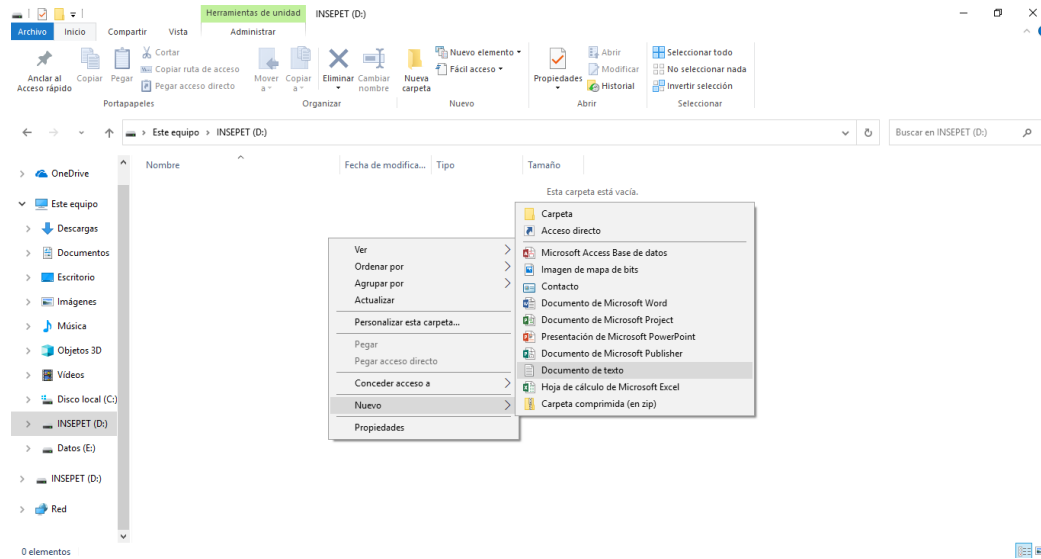 Herramientas de unidad INSEPET (D:)
Archivo Inicio Compartir Vista Administrar
Anclar al Acceso rápido
Copiar
Pegar
Cortar
Copiar ruta de acceso
Pegar acceso directo
Portapapeles
Mover a
Copiar a
Eliminar
Cambiar nombre
Organizar
Nueva carpeta
Nuevo elemento
Fácil acceso
Nuevo
Propiedades
Abrir
Modificar
Historial
Abrir
Seleccionar todo
No seleccionar nada
Invertir selección
Seleccionar
Este equipo > INSEPET (D:)
Buscar en INSEPET (D:)
OneDrive
Este equipo
Descargas
Documentos
Escritorio
Imágenes
Música
Objetos 3D
Vídeos
Disco local (C:)
INSEPET (D:)
Datos (E:)
INSEPET (D:)
Red
Nombre Fecha de modifica... Tipo Tamaño
Esta carpeta está vacía.
Ver
Ordenar por
Agrupar por
Actualizar
Personalizar esta carpeta...
Pegar
Pegar acceso directo
Conceder acceso a
Nuevo
Propiedades
Carpeta
Acceso directo
Microsoft Access Base de datos
Imagen de mapa de bits
Contacto
Documento de Microsoft Word
Documento de Microsoft Project
Presentación de Microsoft PowerPoint
Documento de Microsoft Publisher
Documento de texto
Hoja de cálculo de Microsoft Excel
Carpeta comprimida (en zip)
0 elementos